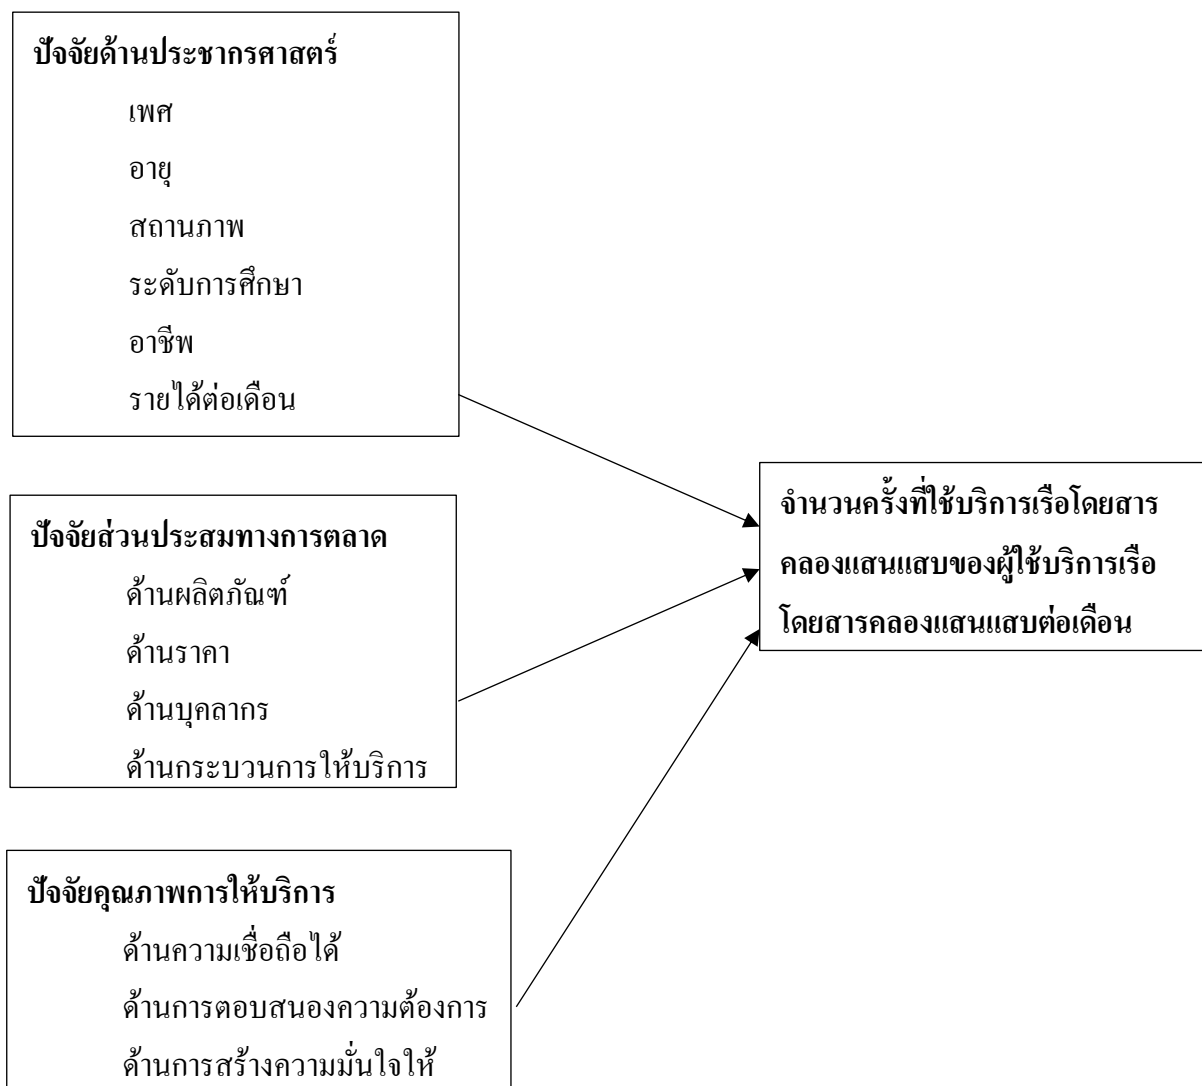 ปัจจัยด้านประชากรศาสตร์
เพศ
อายุ
สถานภาพ
ระดับการศึกษา
อาชีพ
รายได้ต่อเดือน
ปัจจัยส่วนประสมทางการตลาด
ด้านผลิตภัณฑ์
ด้านราคา
ด้านบุคลากร
ด้านกระบวนการให้บริการ
ปัจจัยคุณภาพการให้บริการ
ด้านความเชื่อถือได้
ด้านการตอบสนองความต้องการ
ด้านการสร้างความมั่นใจให้
จำนวนครั้งที่ใช้บริการเรือโดยสาร
คลองแสนแสบของผู้ใช้บริการเรือ
โดยสารคลองแสนแสบต่อเดือน